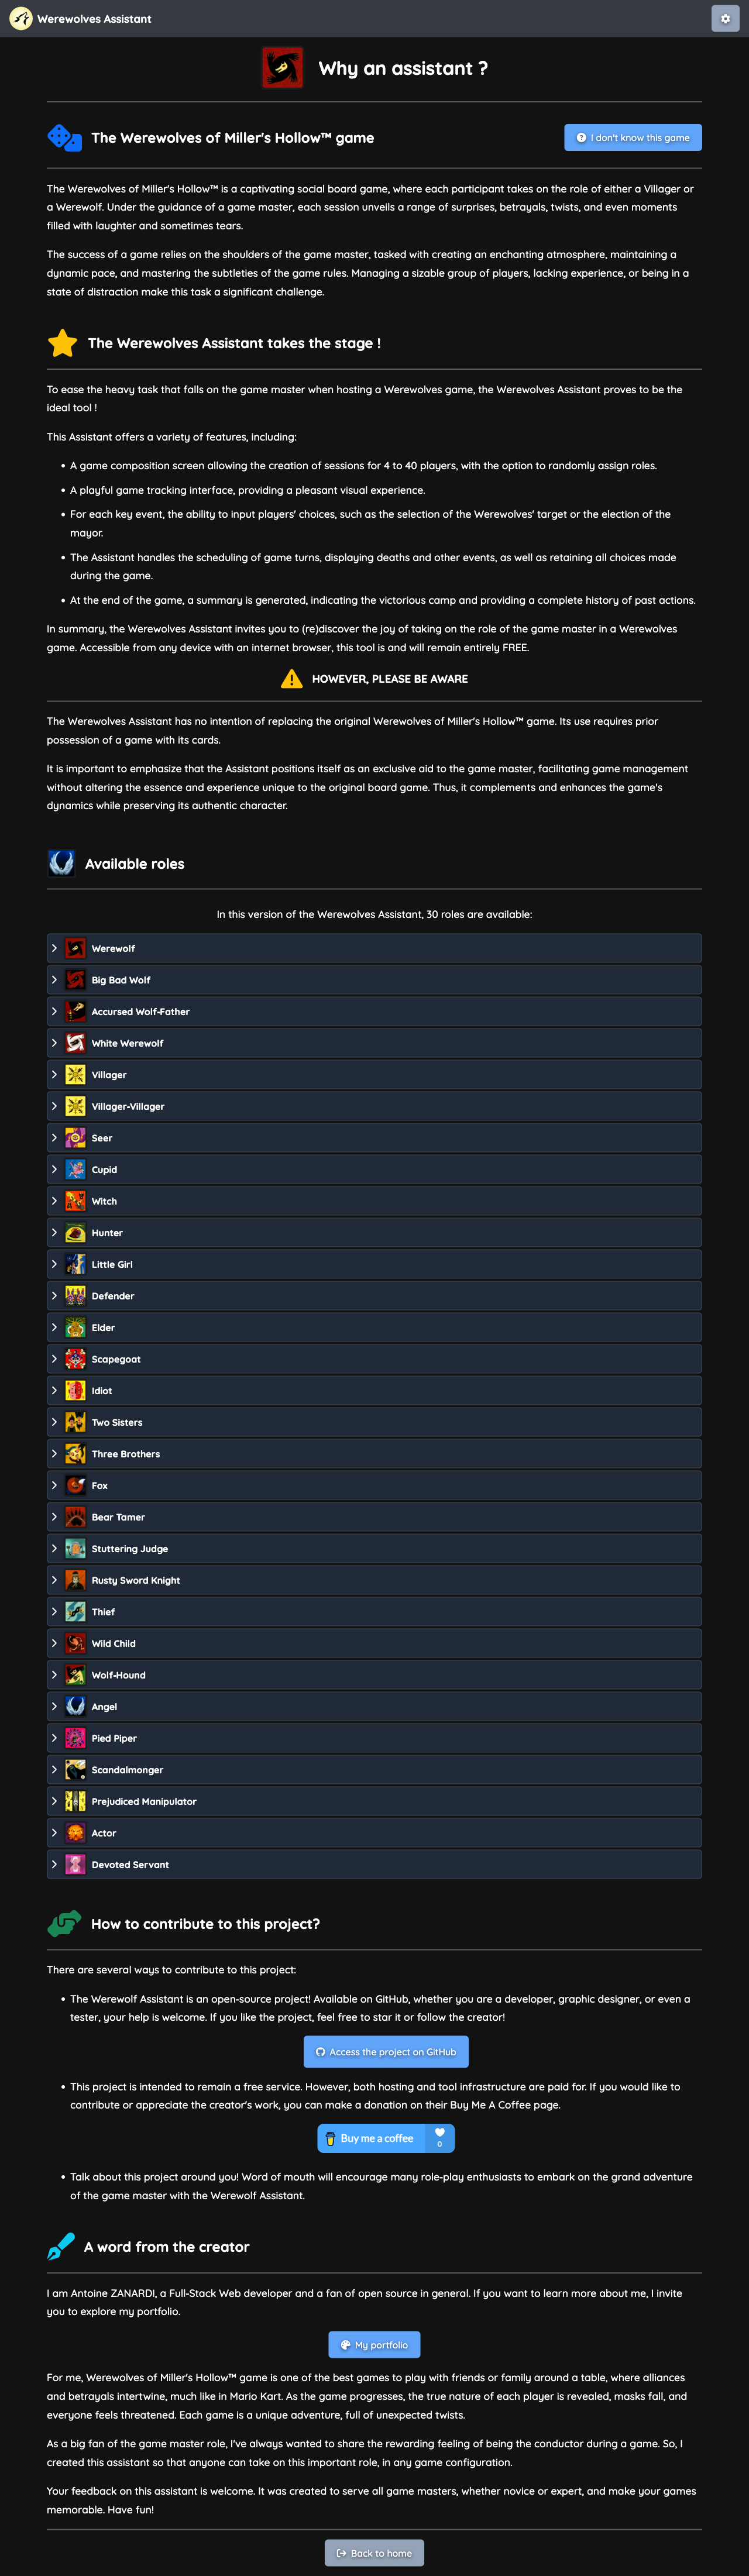 Werewolves Assistant
Why an assistant ?
The Werewolves of Miller's Hollow™ game
I don't know this game
The Werewolves of Miller's Hollow™ is a captivating social board game, where each participant takes on the role of either a Villager or
a Werewolf. Under the guidance of a game master, each session unveils a range of surprises, betrayals, twists, and even moments
filled with laughter and sometimes tears.
The success of a game relies on the shoulders of the game master, tasked with creating an enchanting atmosphere, maintaining a
dynamic pace, and mastering the subtleties of the game rules. Managing a sizable group of players, lacking experience, or being in a
state of distraction make this task a significant challenge.
The Werewolves Assistant takes the stage !
To ease the heavy task that falls on the game master when hosting a Werewolves game, the Werewolves Assistant proves to be the
ideal tool !
This Assistant offers a variety of features, including:
• A game composition screen allowing the creation of sessions for 4 to 40 players, with the option to randomly assign roles.
• A playful game tracking interface, providing a pleasant visual experience.
• For each key event, the ability to input players' choices, such as the selection of the Werewolves' target or the election of the
mayor.
• The Assistant handles the scheduling of game turns, displaying deaths and other events, as well as retaining all choices made
during the game.
• At the end of the game, a summary is generated, indicating the victorious camp and providing a complete history of past actions.
In summary, the Werewolves Assistant invites you to (re)discover the joy of taking on the role of the game master in a Werewolves
game. Accessible from any device with an internet browser, this tool is and will remain entirely FREE.
HOWEVER, PLEASE BE AWARE
The Werewolves Assistant has no intention of replacing the original Werewolves of Miller's Hollow™ game. Its use requires prior
possession of a game with its cards.
It is important to emphasize that the Assistant positions itself as an exclusive aid to the game master, facilitating game management
without altering the essence and experience unique to the original board game. Thus, it complements and enhances the game's
dynamics while preserving its authentic character.
Available roles
In this version of the Werewolves Assistant, 30 roles are available:
Werewolf
Big Bad Wolf
Accursed Wolf-Father
White Werewolf
Villager
Villager-Villager
Seer
Cupid
Witch
Hunter
Little Girl
Defender
Elder
Scapegoat
Idiot
Two Sisters
Three Brothers
Fox
Bear Tamer
Stuttering Judge
Rusty Sword Knight
Thief
Wild Child
Wolf-Hound
Angel
Pied Piper
Scandalmonger
Prejudiced Manipulator
Actor
Devoted Servant
How to contribute to this project?
There are several ways to contribute to this project:
• The Werewolf Assistant is an open-source project! Available on GitHub, whether you are a developer, graphic designer, or even a
tester, your help is welcome. If you like the project, feel free to star it or follow the creator!
Access the project on GitHub
• This project is intended to remain a free service. However, both hosting and tool infrastructure are paid for. If you would like to
contribute or appreciate the creator's work, you can make a donation on their Buy Me A Coffee page.
Buy me a coffee
0
• Talk about this project around you! Word of mouth will encourage many role-play enthusiasts to embark on the grand adventure
of the game master with the Werewolf Assistant.
A word from the creator
I am Antoine ZANARDI, a Full-Stack Web developer and a fan of open source in general. If you want to learn more about me, I invite
you to explore my portfolio.
My portfolio
For me, Werewolves of Miller's Hollow™ game is one of the best games to play with friends or family around a table, where alliances
and betrayals intertwine, much like in Mario Kart. As the game progresses, the true nature of each player is revealed, masks fall, and
everyone feels threatened. Each game is a unique adventure, full of unexpected twists.
As a big fan of the game master role, I've always wanted to share the rewarding feeling of being the conductor during a game. So, I
created this assistant so that anyone can take on this important role, in any game configuration.
Your feedback on this assistant is welcome. It was created to serve all game masters, whether novice or expert, and make your games
memorable. Have fun!
Back to home